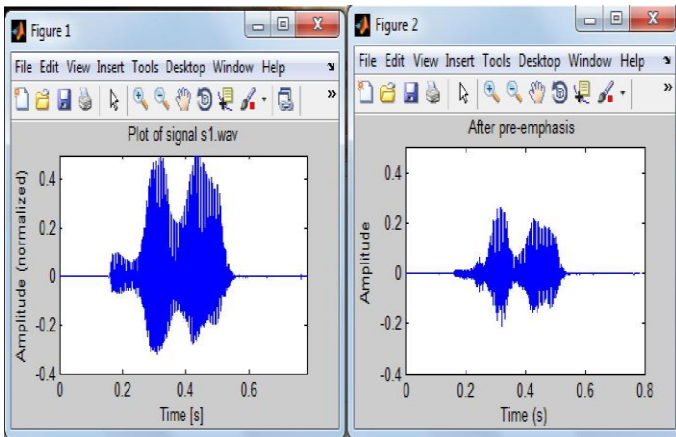 Figure 1
File Edit View Insert Tools Desktop Window Help
Plot of signal s1.wav
Amplitude (normalized)
0.4
0.2
0
-0.2
-0.4
0 0.2 0.4 0.6
Time [s]
Figure 2
File Edit View Insert Tools Desktop Window Help
After pre-emphasis
Amplitude
0.4
0.2
0
-0.2
-0.4
0 0.2 0.4 0.6 0.8
Time (s)